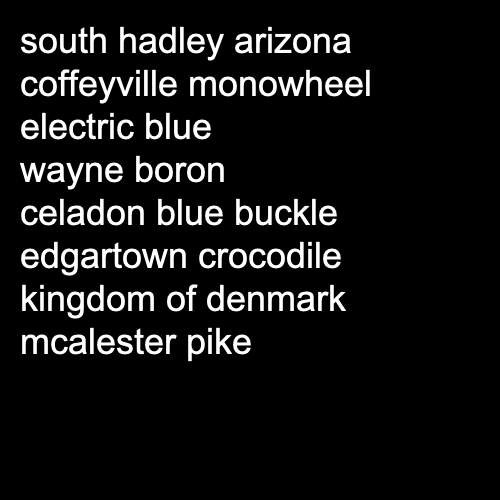 south hadley arizona
coffeyville monowheel
electric blue
wayne boron
celadon blue buckle
edgartown crocodile
kingdom of denmark
mcalester pike